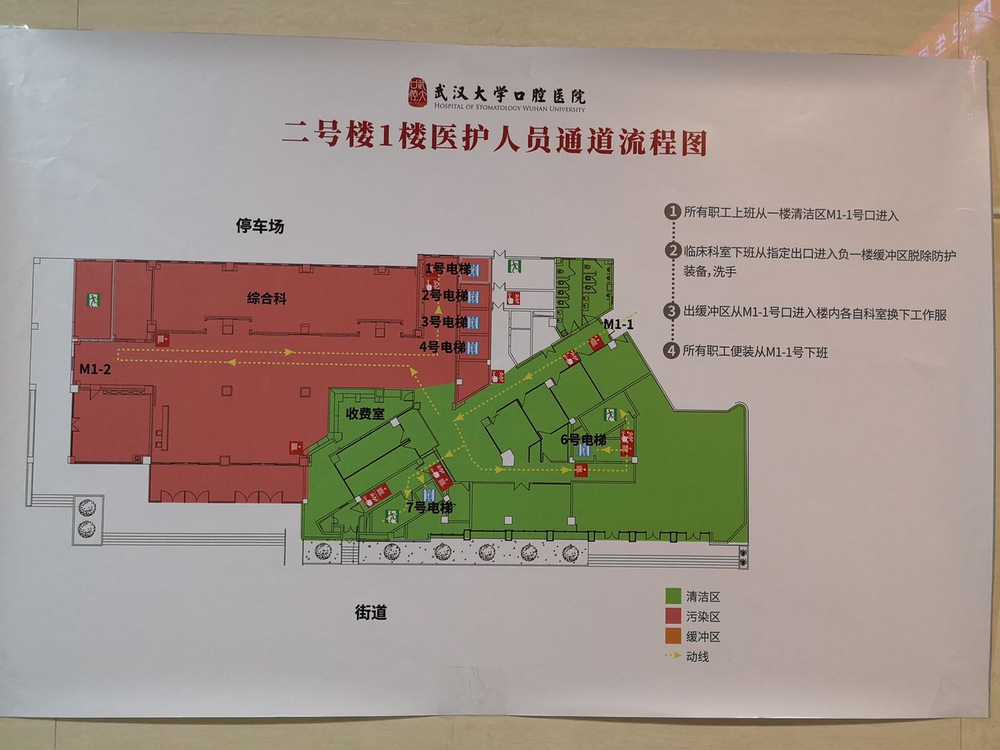 武汉大学口腔医院
HOSPITAL OF STOMATOLOGY WUHAN UNIVERSITY
二号楼1楼医护人员通道流程图
停车场
1 所有职工上班从一楼清洁区M1-1号口进入
2 临床科室下班从指定出口进入负一楼缓冲区脱除防护
装备，洗手
3 出缓冲区从M1-1号口进入楼内各自科室换下工作服
4 所有职工便装从M1-1号下班
1号电梯
综合科
2号电梯
3号电梯
M1-1
4号电梯
M1-2
收费室
6号电梯
7号电梯
街道
清洁区
污染区
缓冲区
动线